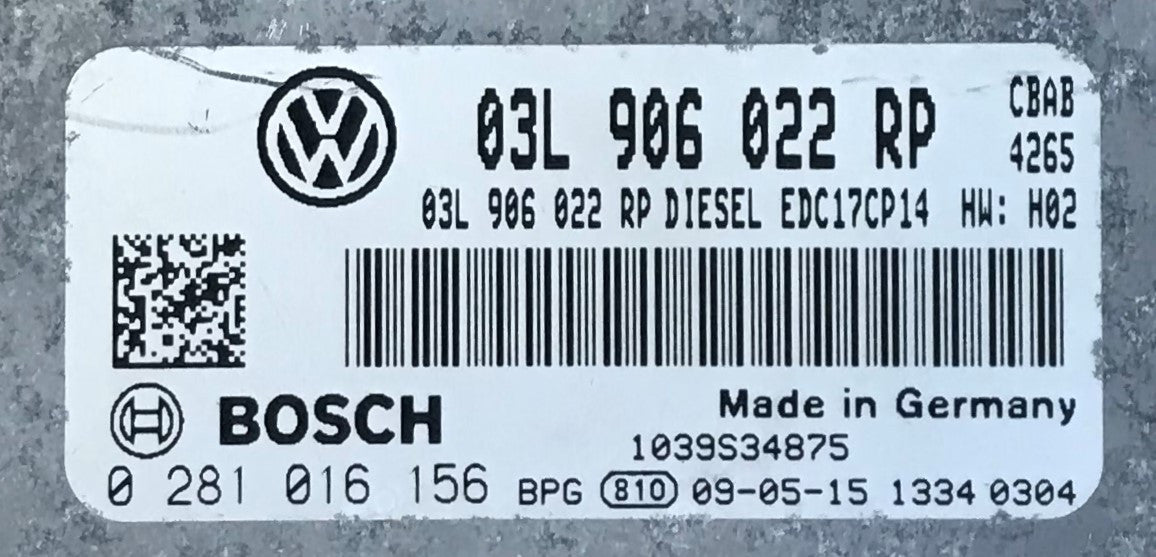 03L 906 022 RP CBAB
4265
03L 906 022 RP DIESEL EDC17CP14 HW: H02
BOSCH Made in Germany
1039S34875
0 281 016 156 BPG 810 09-05-15 1334 0304